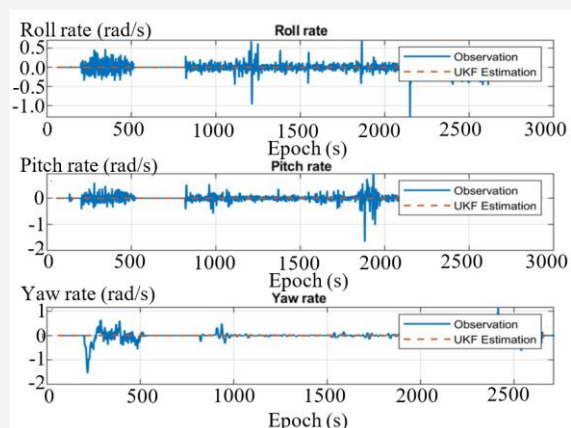 Roll rate (rad/s)
Roll rate
0.5
0.0
-0.5
-1.0
Observation
UKF Estimation
0 500 1000 1500 2000 2500 3000
Epoch (s)
Pitch rate (rad/s)
Pitch rate
0
-1
-2
Observation
UKF Estimation
0 500 1000 1500 2000 2500 3000
Epoch (s)
Yaw rate (rad/s)
Yaw rate
1
0
-1
-2
Observation
UKF Estimation
0 500 1000 1500 2000 2500
Epoch (s)